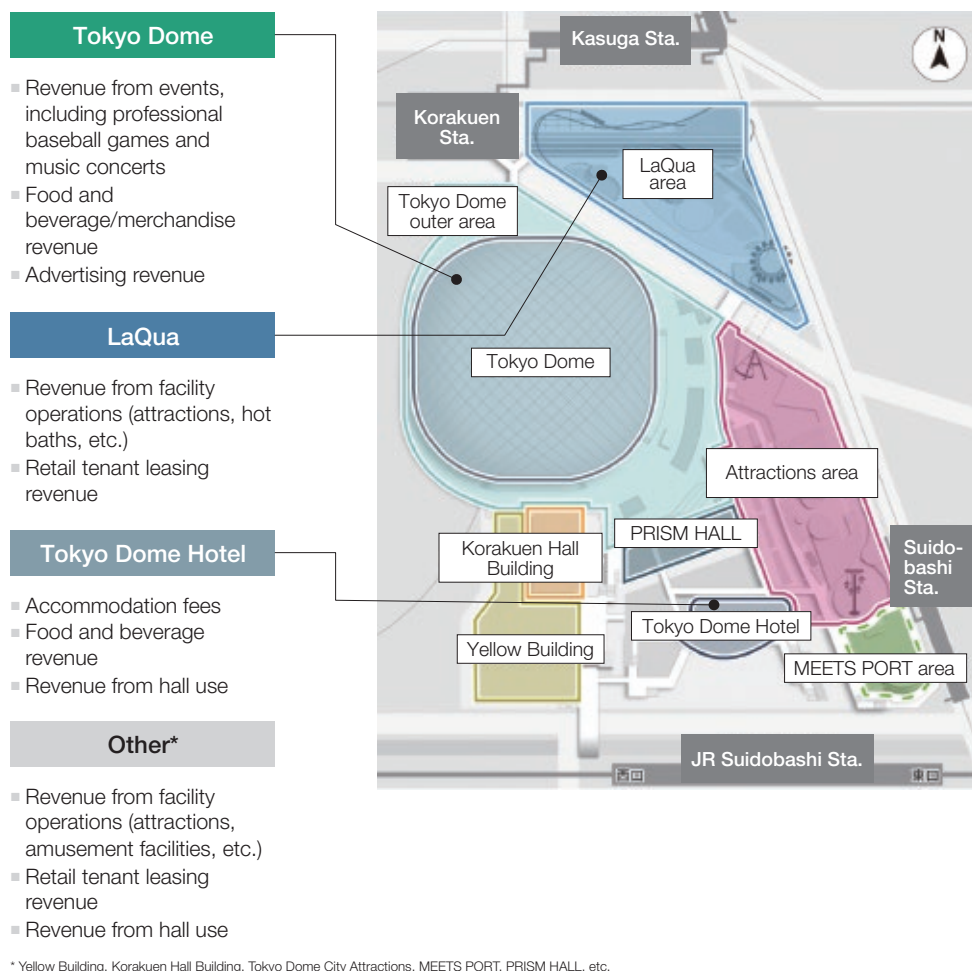 Tokyo Dome
Revenue from events,
including professional
baseball games and
music concerts
Food and
beverage/merchandise
revenue
Advertising revenue
LaQua
Revenue from facility
operations (attractions, hot
baths, etc.)
Retail tenant leasing
revenue
Tokyo Dome Hotel
Accommodation fees
Food and beverage
revenue
Revenue from hall use
Other*
Revenue from facility
operations (attractions,
amusement facilities, etc.)
Retail tenant leasing
revenue
Revenue from hall use
Kasuga Sta.
N
Korakuen
Sta.
LaQua
area
Tokyo Dome
outer area
Tokyo Dome
Attractions area
PRISM HALL
Korakuen Hall
Building
Suido-
bashi
Sta.
Tokyo Dome Hotel
Yellow Building
MEETS PORT area
JR Suidobashi Sta.
西口
東口
* Yellow Building, Korakuen Hall Building, Tokyo Dome City Attractions, MEETS PORT, PRISM HALL, etc.